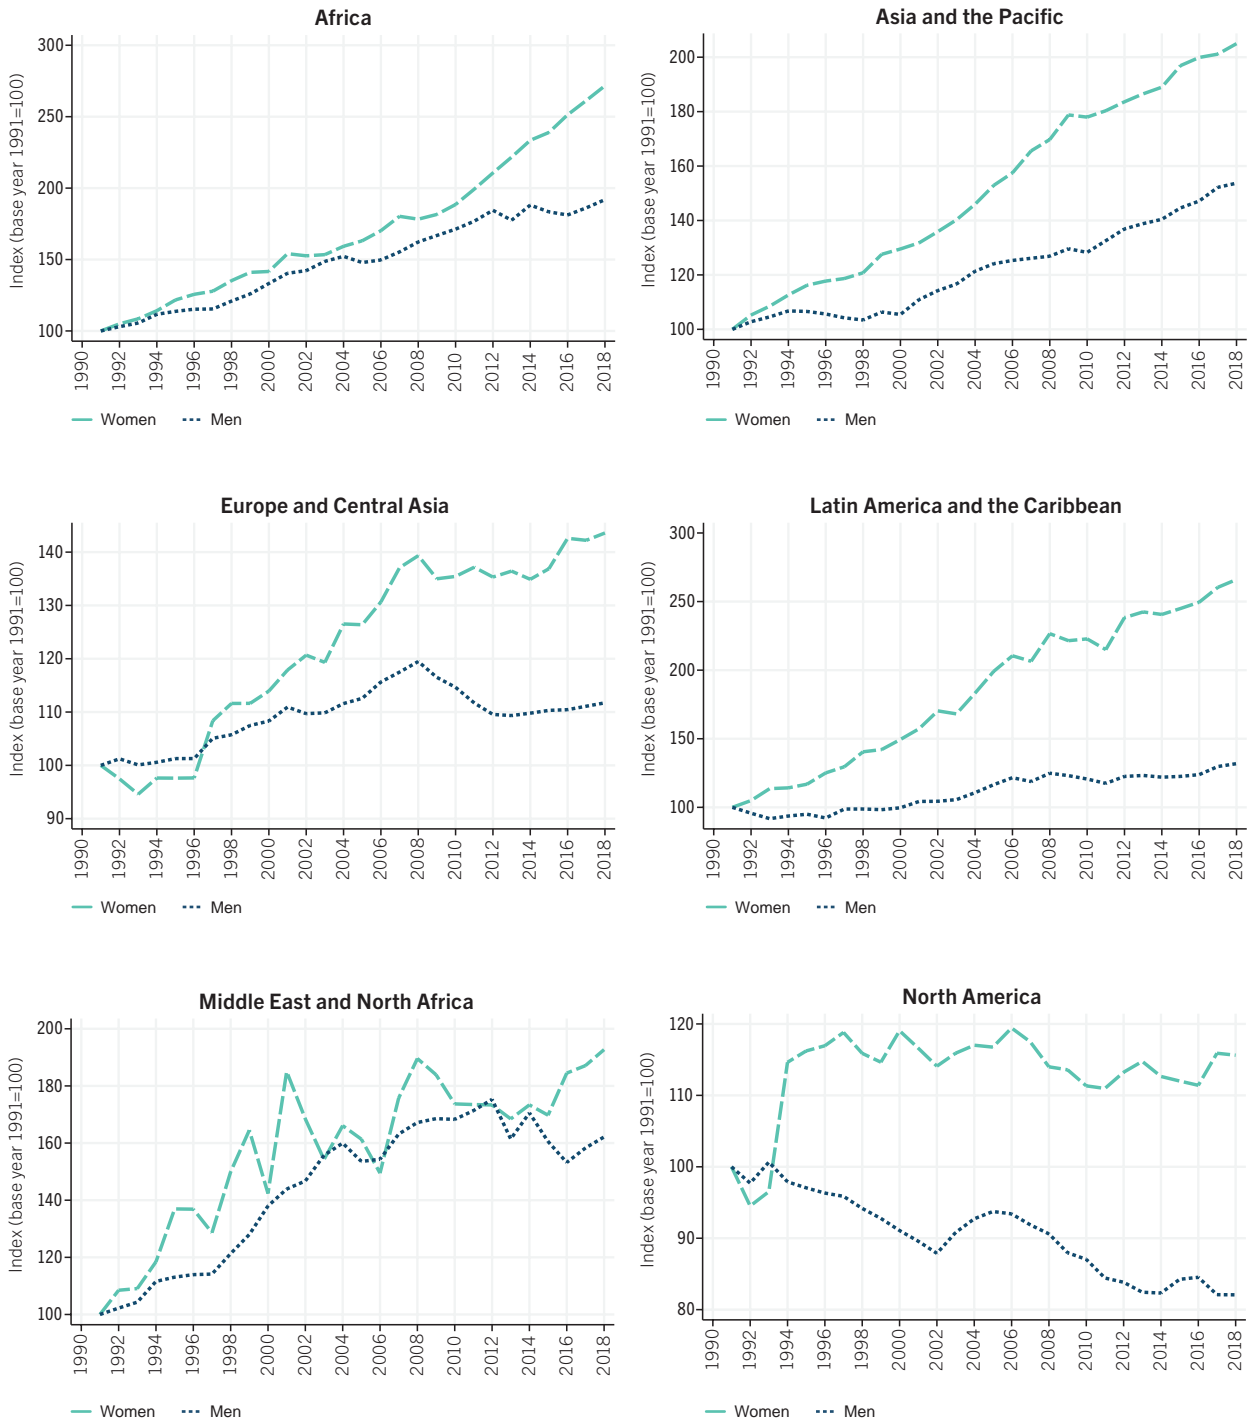 Africa
Index (base year 1991=100)
300
250
200
150
100
1990 1992 1994 1996 1998 2000 2002 2004 2006 2008 2010 2012 2014 2016 2018
Women Men
Asia and the Pacific
Index (base year 1991=100)
200
180
160
140
120
100
1990 1992 1994 1996 1998 2000 2002 2004 2006 2008 2010 2012 2014 2016 2018
Women Men
Europe and Central Asia
Index (base year 1991=100)
140
130
120
110
100
90
1990 1992 1994 1996 1998 2000 2002 2004 2006 2008 2010 2012 2014 2016 2018
Women Men
Latin America and the Caribbean
Index (base year 1991=100)
300
250
200
150
100
1990 1992 1994 1996 1998 2000 2002 2004 2006 2008 2010 2012 2014 2016 2018
Women Men
Middle East and North Africa
Index (base year 1991=100)
200
180
160
140
120
100
1990 1992 1994 1996 1998 2000 2002 2004 2006 2008 2010 2012 2014 2016 2018
Women Men
North America
Index (base year 1991=100)
120
110
100
90
80
1990 1992 1994 1996 1998 2000 2002 2004 2006 2008 2010 2012 2014 2016 2018
Women Men